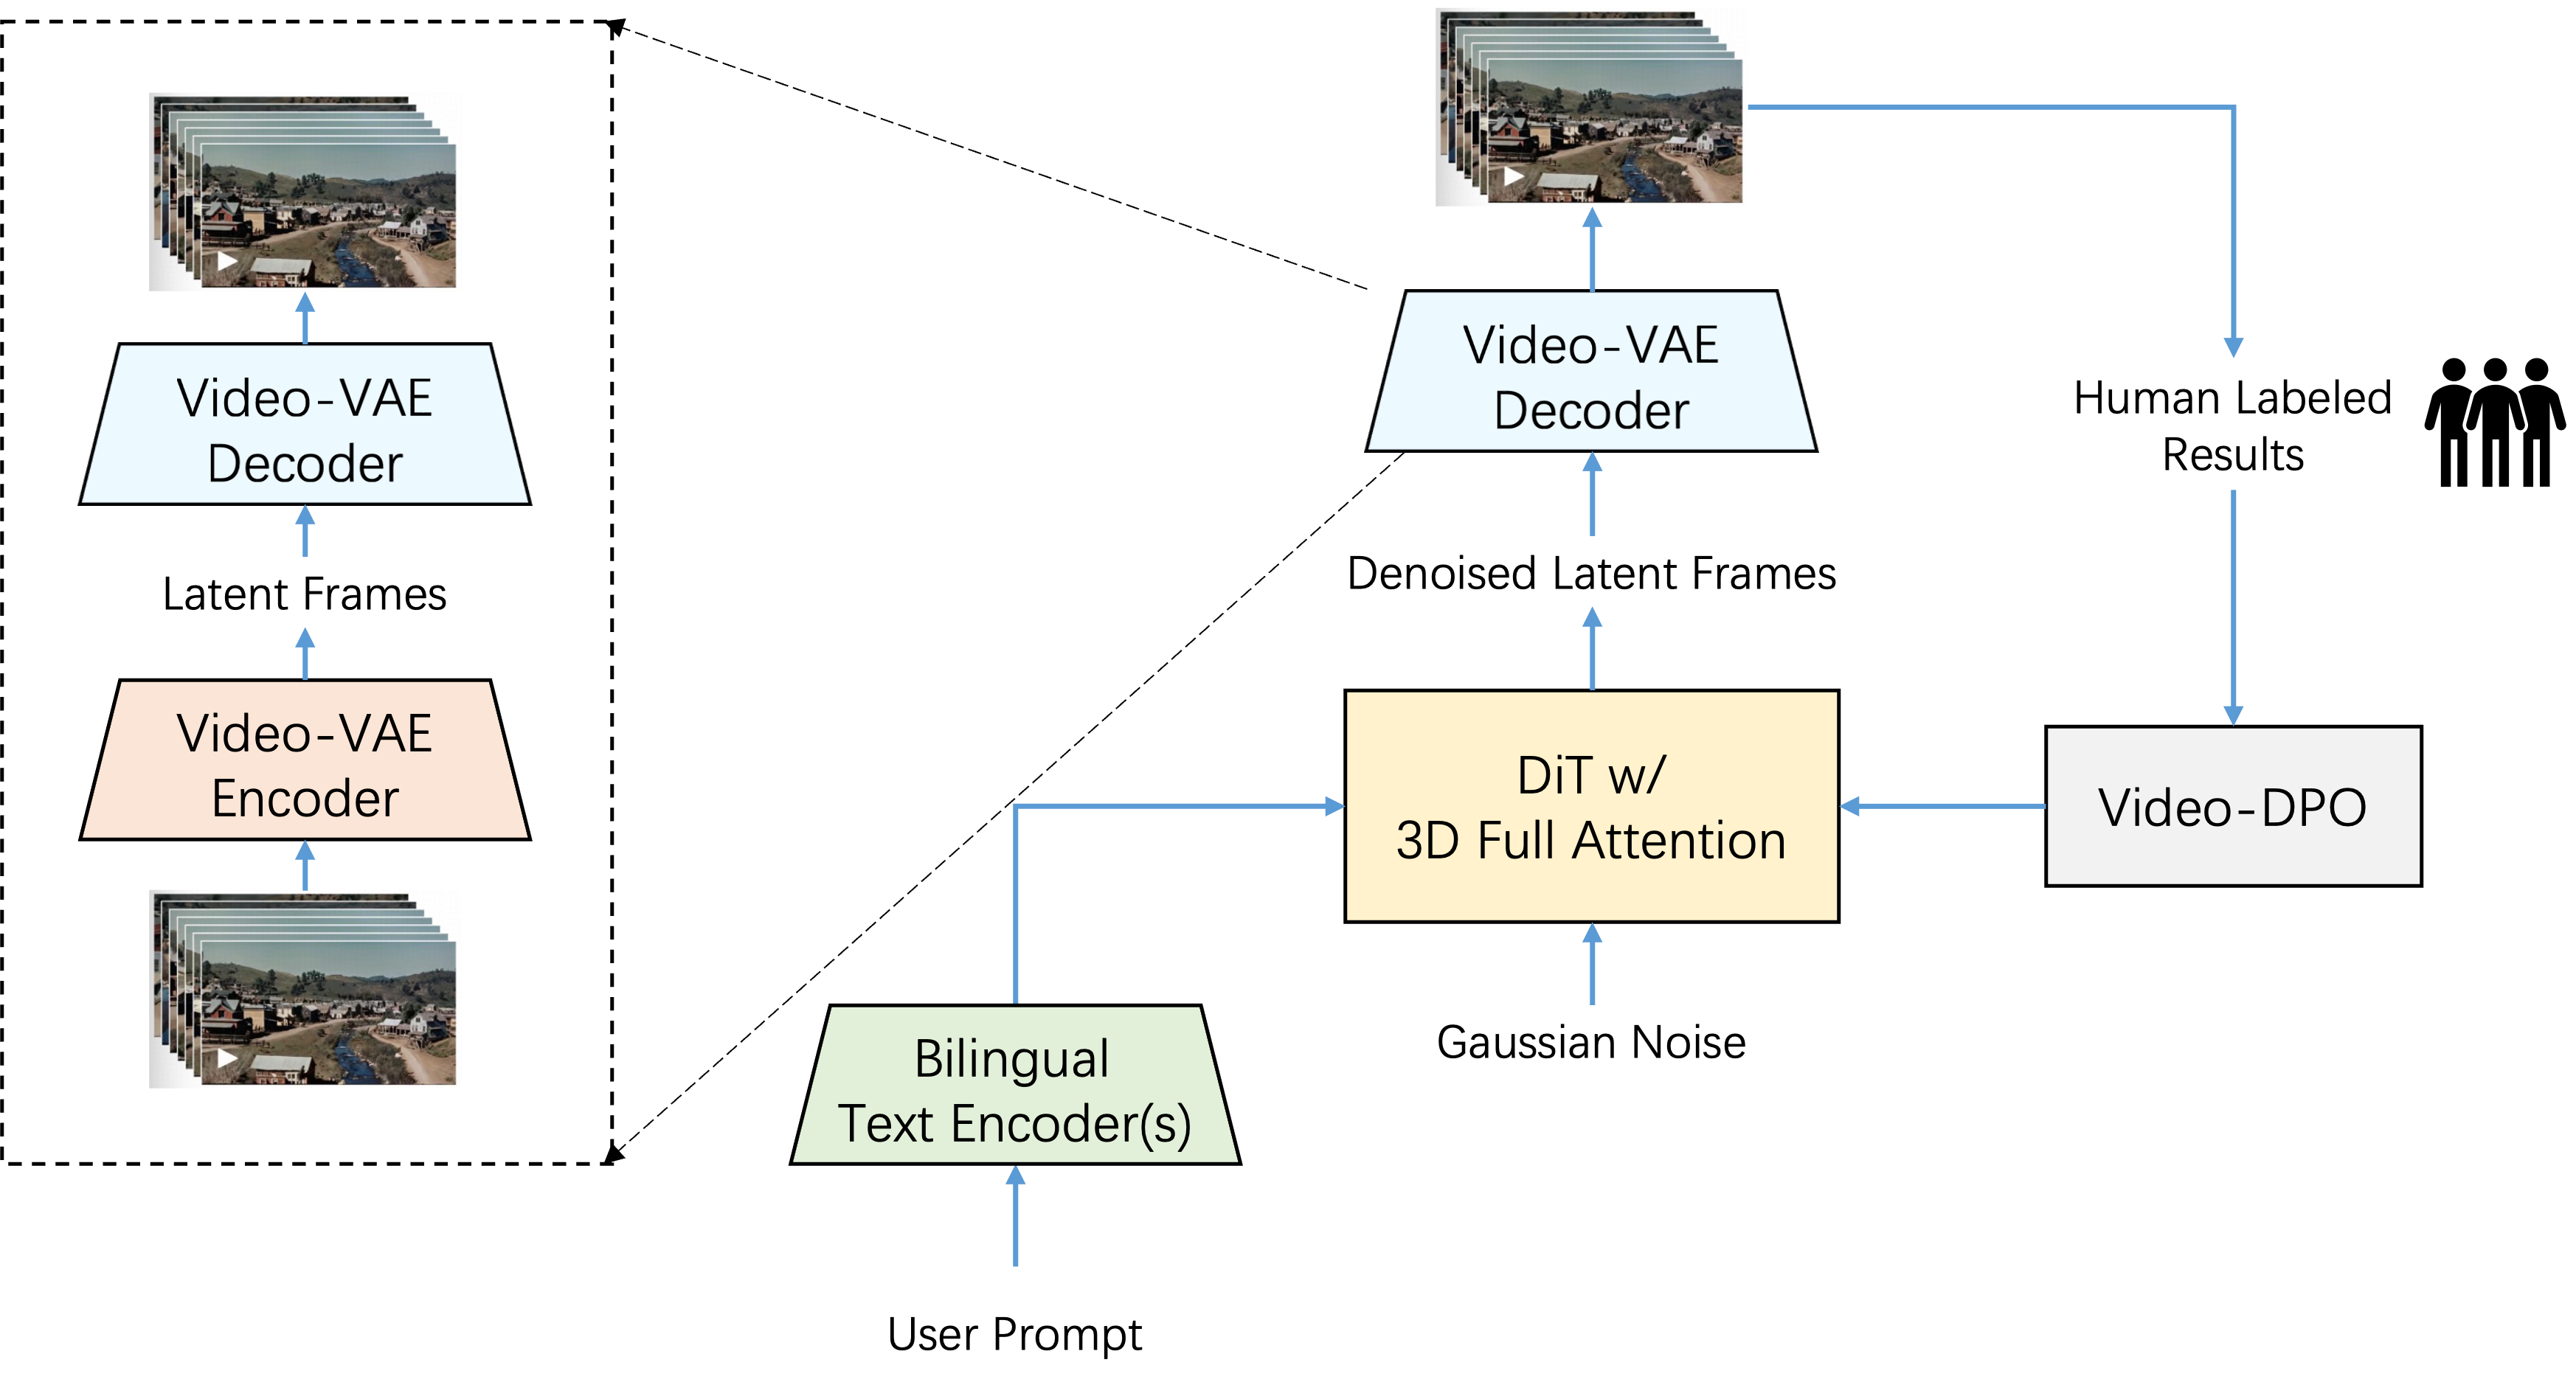 Video-VAE
Decoder
Latent Frames
Video-VAE
Encoder
Video-VAE
Decoder
Denoised Latent Frames
DiT w/
3D Full Attention
Gaussian Noise
Bilingual
Text Encoder(s)
User Prompt
Human Labeled
Results
Video-DPO